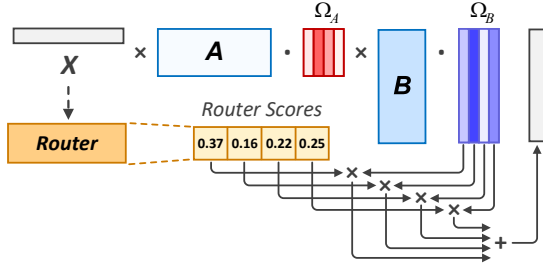 Ω_A Ω_B
X × A · × B ·
Router Scores
Router
0.37 0.16 0.22 0.25
×
×
×
×
+